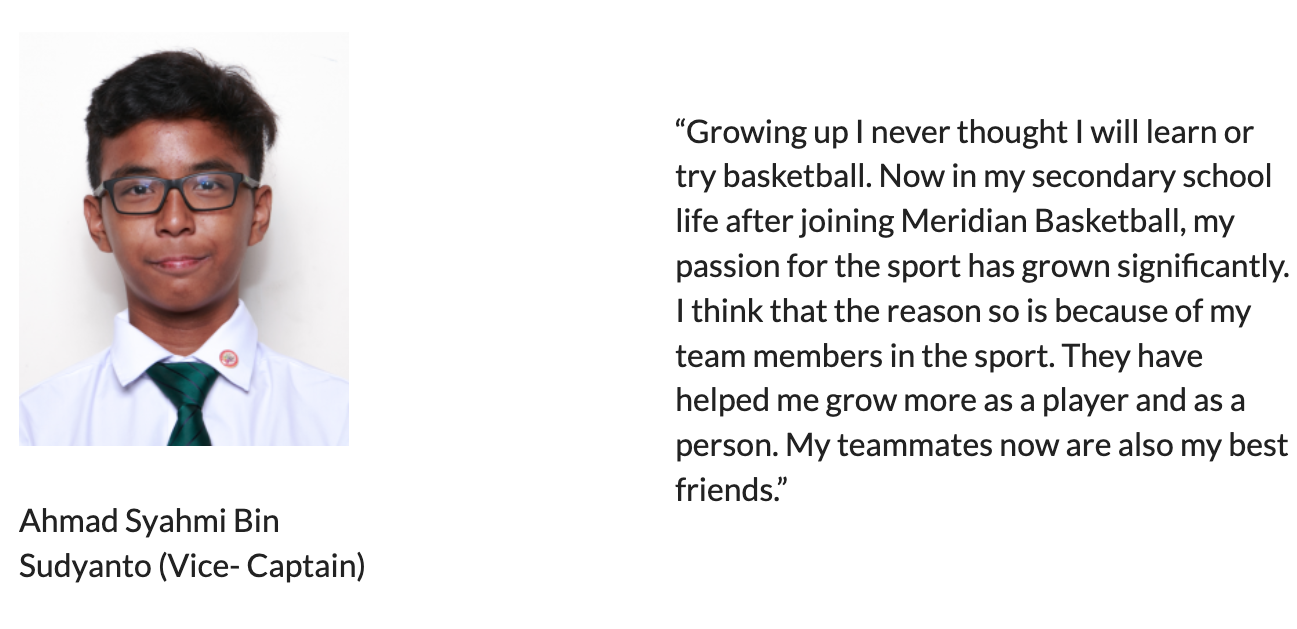 “Growing up I never thought I will learn or
try basketball. Now in my secondary school
life after joining Meridian Basketball, my
passion for the sport has grown significantly.
I think that the reason so is because of my
team members in the sport. They have
helped me grow more as a player and as a
person. My teammates now are also my best
friends.”
Ahmad Syahmi Bin
Sudyanto (Vice- Captain)